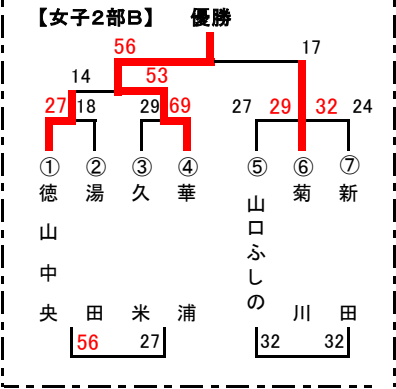 【女子2部B】 優勝
56 17
14 53
27 18 29 69 27 29 32 24
① ② ③ ④ ⑤ ⑥ ⑦
徳山中央
湯田
久米
華浦
山口ふしの
菊川
新田
56 27 32 32